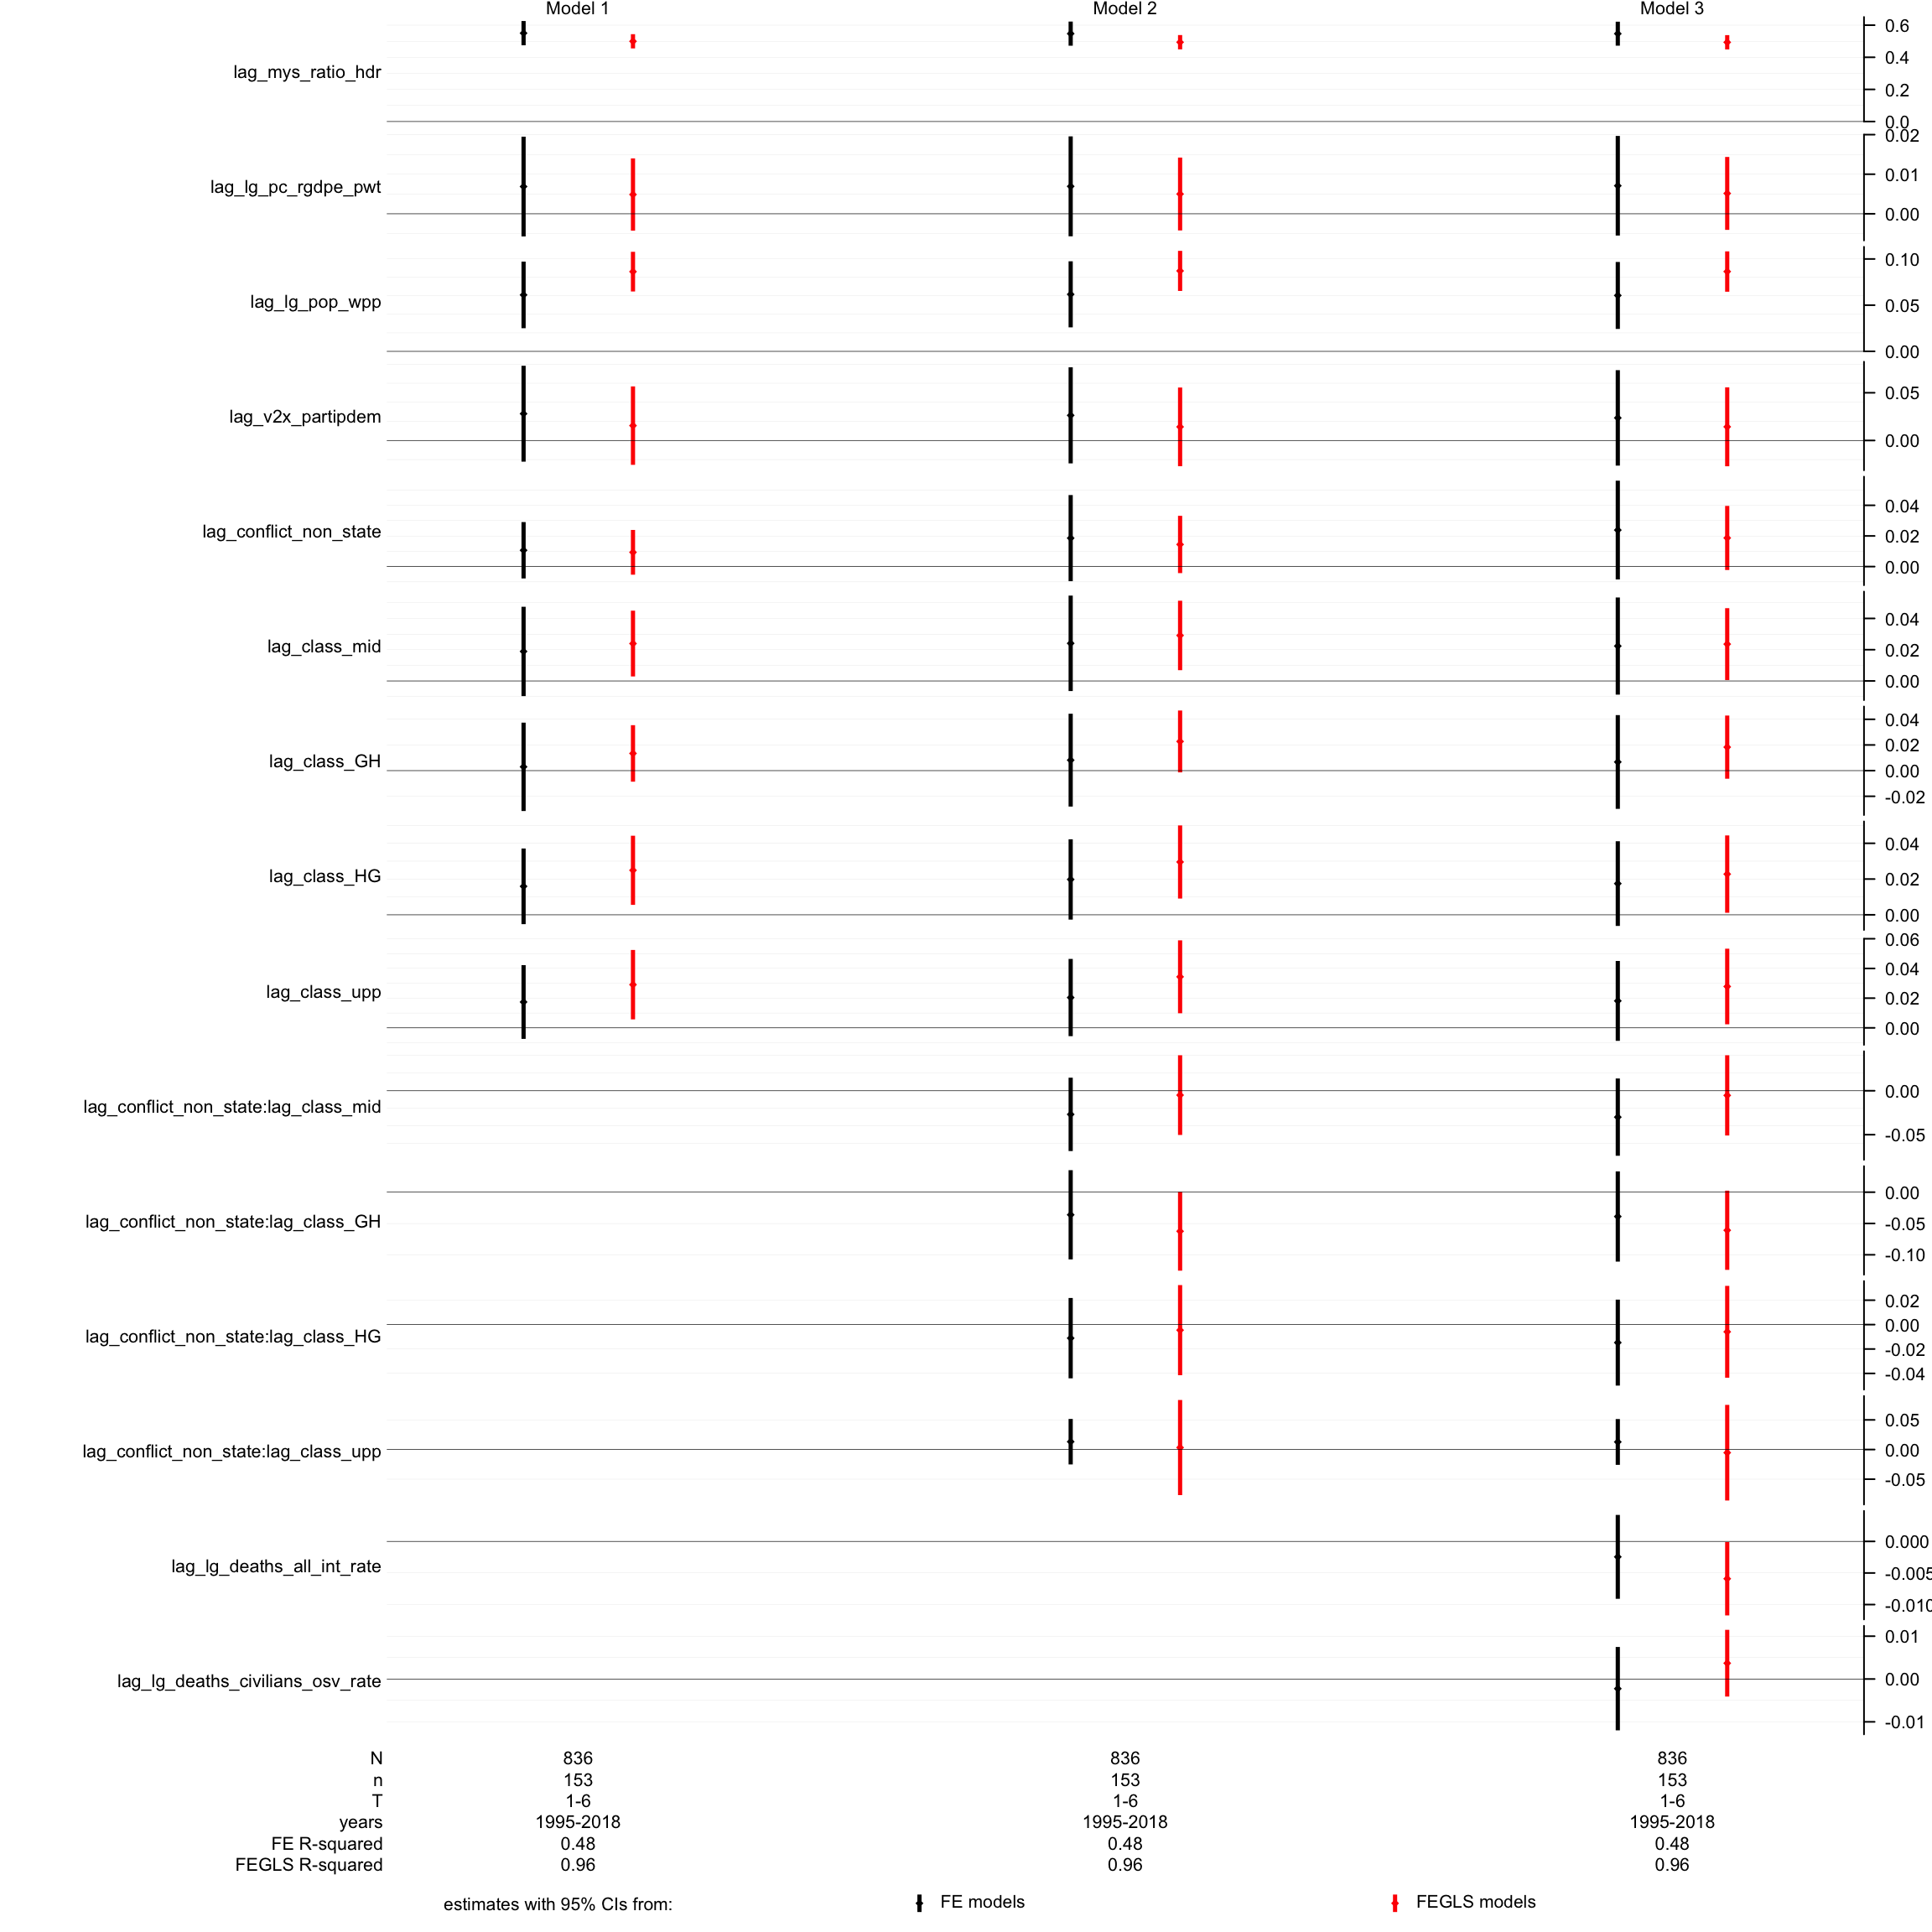 Model 1 Model 2 Model 3
lag_mys_ratio_hdr
0.6
0.4
0.2
0.0
lag_lg_pc_rgdpe_pwt
0.02
0.01
0.00
lag_lg_pop_wpp
0.10
0.05
0.00
lag_v2x_partipdem
0.05
0.00
lag_conflict_non_state
0.04
0.02
0.00
lag_class_mid
0.04
0.02
0.00
lag_class_GH
0.04
0.02
0.00
-0.02
lag_class_HG
0.04
0.02
0.00
lag_class_upp
0.06
0.04
0.02
0.00
lag_conflict_non_state:lag_class_mid
0.00
-0.05
lag_conflict_non_state:lag_class_GH
0.00
-0.05
-0.10
lag_conflict_non_state:lag_class_HG
0.02
0.00
-0.02
-0.04
lag_conflict_non_state:lag_class_upp
0.05
0.00
-0.05
lag_lg_deaths_all_int_rate
0.000
-0.005
-0.010
lag_lg_deaths_civilians_osv_rate
0.01
0.00
-0.01
N 836 836 836
n 153 153 153
T 1-6 1-6 1-6
years 1995-2018 1995-2018 1995-2018
FE R-squared 0.48 0.48 0.48
FEGLS R-squared 0.96 0.96 0.96
estimates with 95% CIs from: FE models FEGLS models